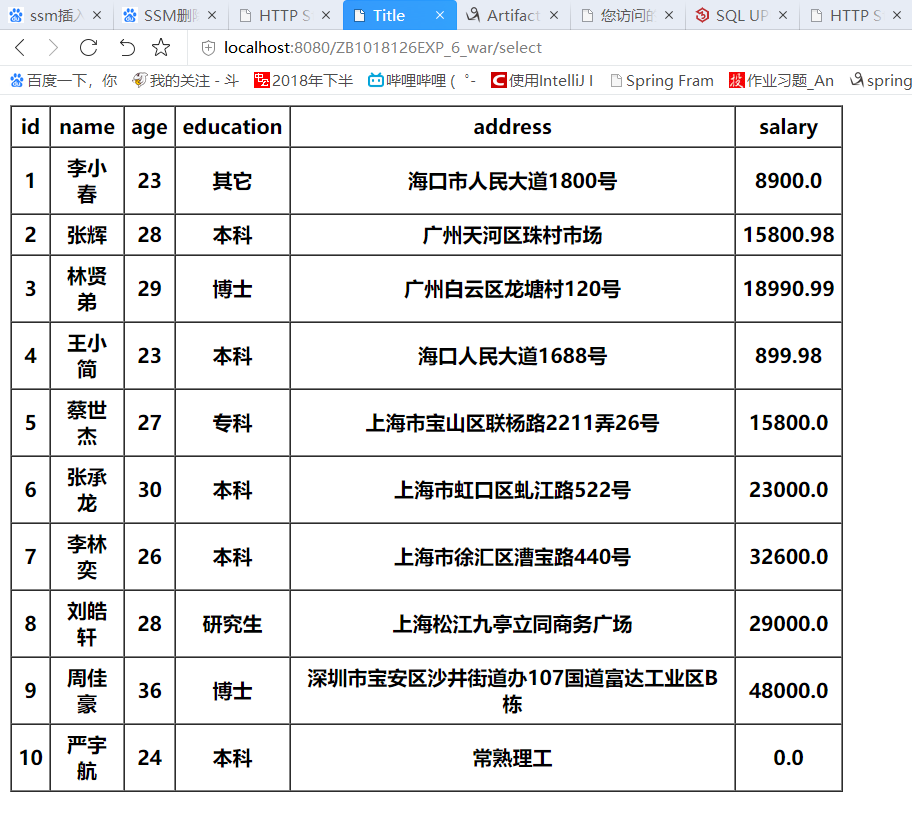 ssm插入
SSM删除
HTTP S
Title
Artifact
您访问的
SQL UP
HTTP S
localhost:8080/ZB1018126EXP_6_war/select
百度一下，你
我的关注 - 斗
2018年下半
哔哩哔哩 ( ゜-
使用IntelliJ I
Spring Fram
作业习题_An
spring
id name age education address salary
1 李小春 23 其它 海口市人民大道1800号 8900.0
2 张辉 28 本科 广州天河区珠村市场 15800.98
3 林贤弟 29 博士 广州白云区龙塘村120号 18990.99
4 王小简 23 本科 海口人民大道1688号 899.98
5 蔡世杰 27 专科 上海市宝山区联杨路2211弄26号 15800.0
6 张承龙 30 本科 上海市虹口区虬江路522号 23000.0
7 李林奕 26 本科 上海市徐汇区漕宝路440号 32600.0
8 刘皓轩 28 研究生 上海松江九亭立同商务广场 29000.0
9 周佳豪 36 博士 深圳市宝安区沙井街道办107国道富达工业区B栋 48000.0
10 严宇航 24 本科 常熟理工 0.0